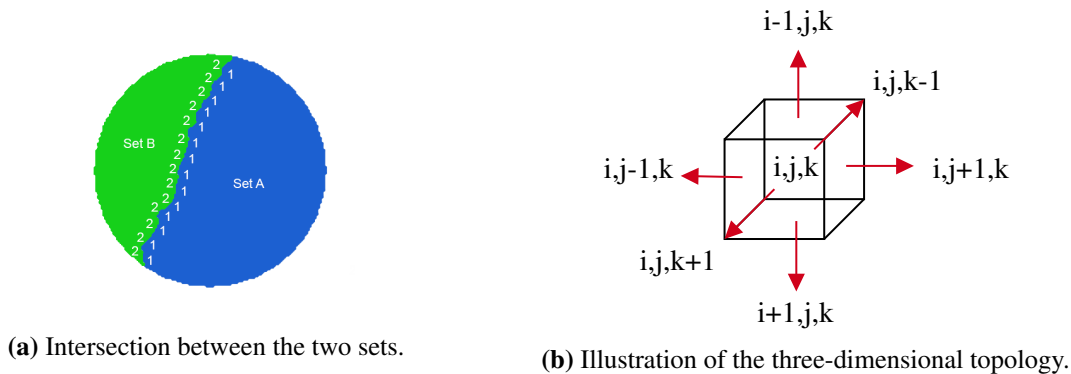 i-1,j,k
i,j,k-1
i,j-1,k
i,j,k
i,j+1,k
i,j,k+1
i+1,j,k
2
2 1
2 1
2 1
2 1
2 1
Set B
2 1
2 1
2 1
Set A
2 1
2 2 1
2 1
2 1
2 1
1
(a) Intersection between the two sets.
(b) Illustration of the three-dimensional topology.